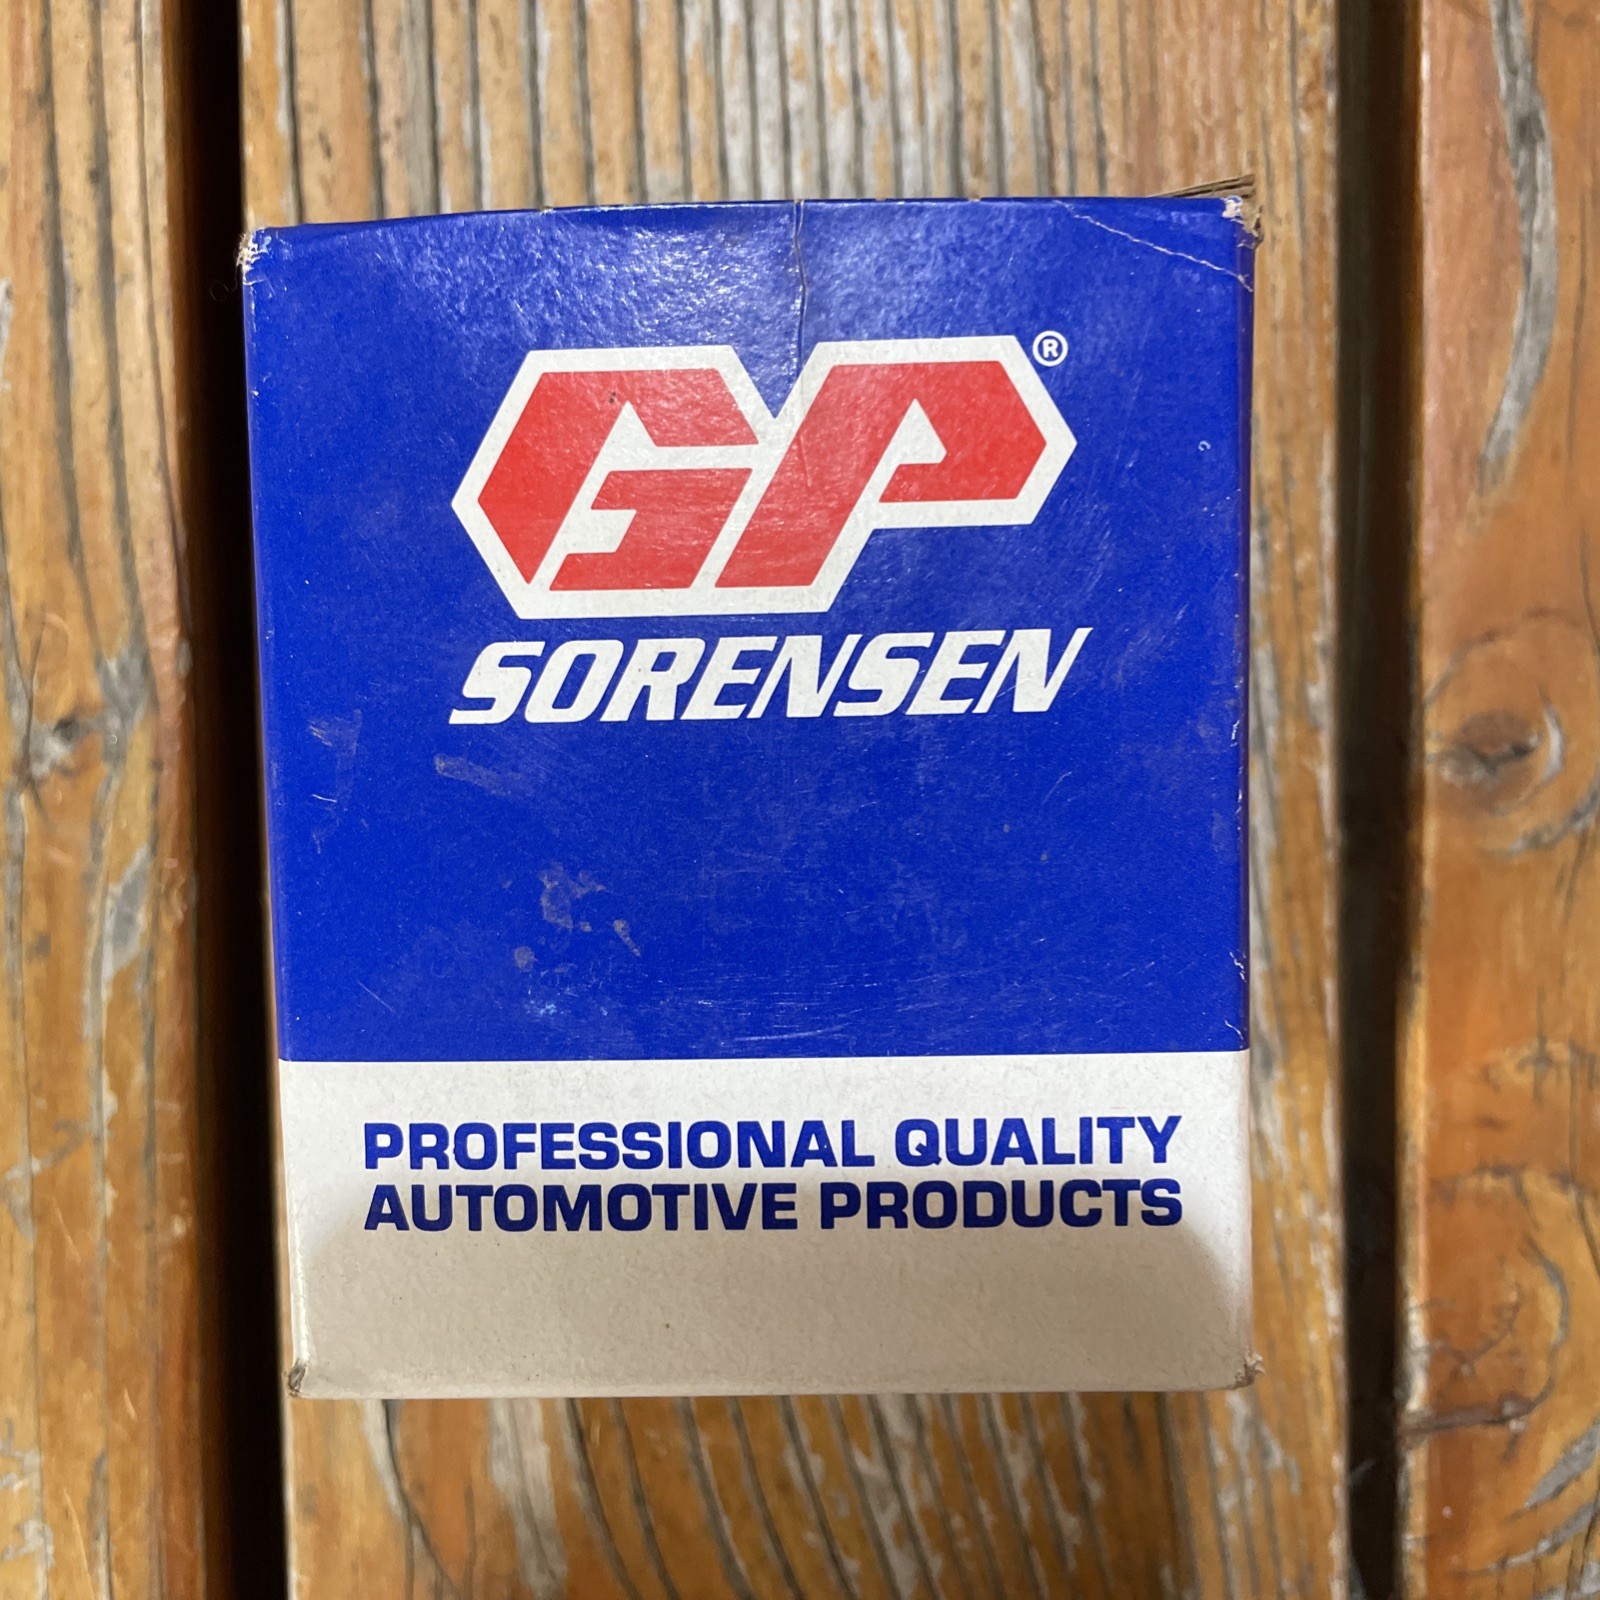 GP®
SORENSEN
PROFESSIONAL QUALITY
AUTOMOTIVE PRODUCTS